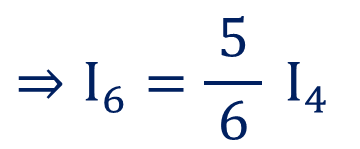 ⇒ I₆ = 5/6 I₄